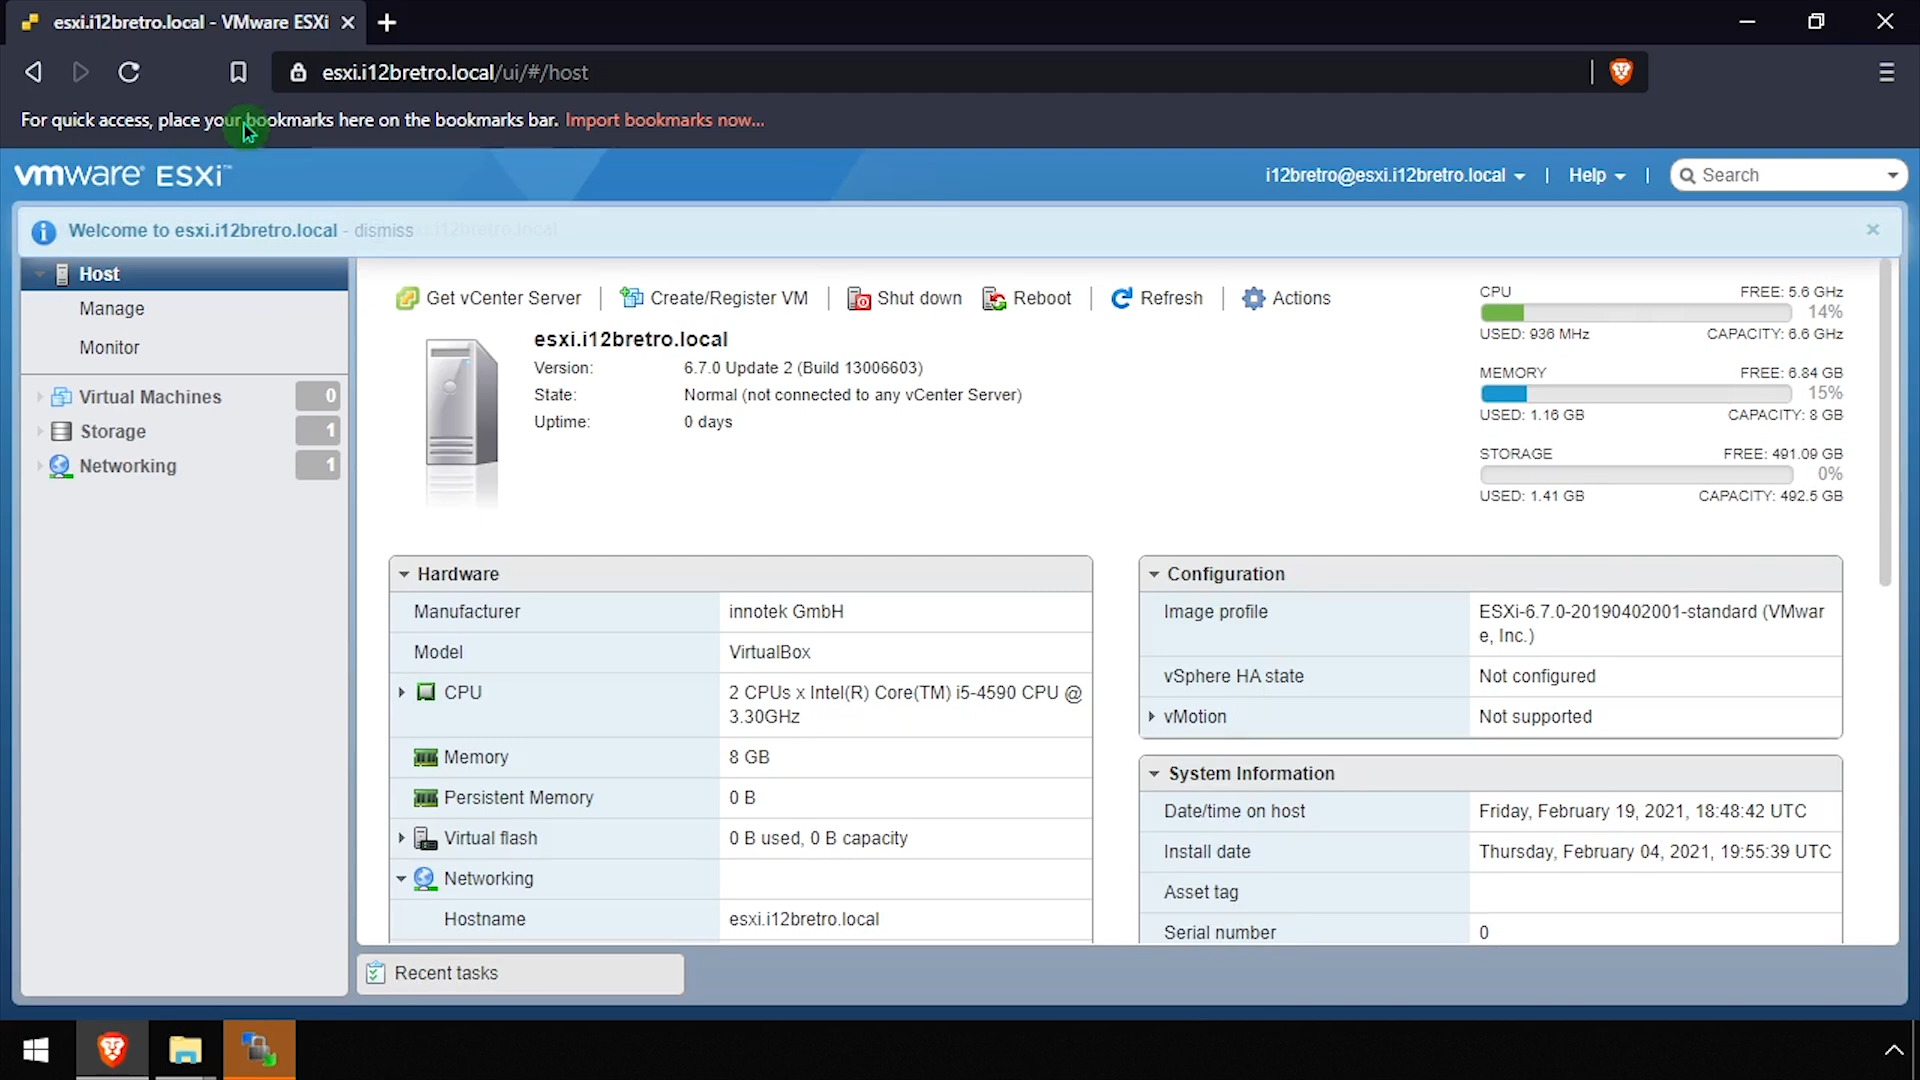 esxi.i12bretro.local - VMware ESXi
esxi.i12bretro.local/ui/#/host
For quick access, place your bookmarks here on the bookmarks bar. Import bookmarks now...
vmware ESXi™
i12bretro@esxi.i12bretro.local
Help
Search
Welcome to esxi.i12bretro.local - dismiss
Host
Manage
Monitor
Virtual Machines 0
Storage 1
Networking 1
Get vCenter Server
Create/Register VM
Shut down
Reboot
Refresh
Actions
esxi.i12bretro.local
Version: 6.7.0 Update 2 (Build 13006603)
State: Normal (not connected to any vCenter Server)
Uptime: 0 days
CPU FREE: 5.6 GHz
14%
USED: 936 MHz CAPACITY: 6.6 GHz
MEMORY FREE: 6.84 GB
15%
USED: 1.16 GB CAPACITY: 8 GB
STORAGE FREE: 491.09 GB
0%
USED: 1.41 GB CAPACITY: 492.5 GB
Hardware
Manufacturer innotek GmbH
Model VirtualBox
CPU 2 CPUs x Intel(R) Core(TM) i5-4590 CPU @
3.30GHz
Memory 8 GB
Persistent Memory 0 B
Virtual flash 0 B used, 0 B capacity
Networking
Hostname esxi.i12bretro.local
Configuration
Image profile ESXi-6.7.0-20190402001-standard (VMwar
e, Inc.)
vSphere HA state Not configured
vMotion Not supported
System Information
Date/time on host Friday, February 19, 2021, 18:48:42 UTC
Install date Thursday, February 04, 2021, 19:55:39 UTC
Asset tag
Serial number 0
Recent tasks